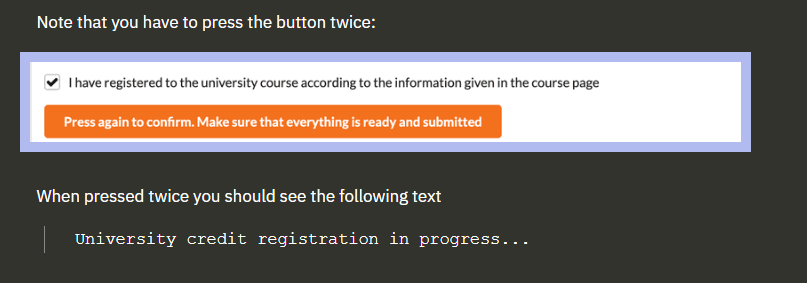 Note that you have to press the button twice:
I have registered to the university course according to the information given in the course page
Press again to confirm. Make sure that everything is ready and submitted
When pressed twice you should see the following text
University credit registration in progress...